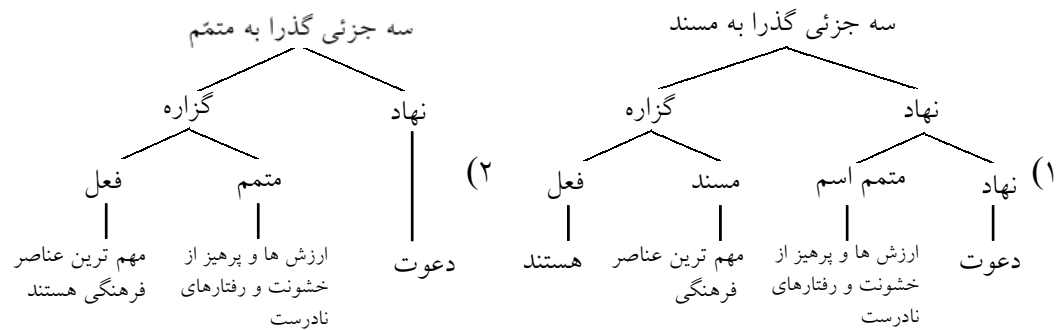 سه جزئی گذرا به مسند
نهاد گزاره
۱) نهاد متمم اسم مسند فعل
دعوت ارزش ها و پرهیز از مهم ترین عناصر هستند
خشونت و رفتارهای فرهنگی
نادرست
سه جزئی گذرا به متمّم
نهاد گزاره
۲) متمم فعل
دعوت ارزش ها و پرهیز از مهم ترین عناصر
خشونت و رفتارهای فرهنگی هستند
نادرست